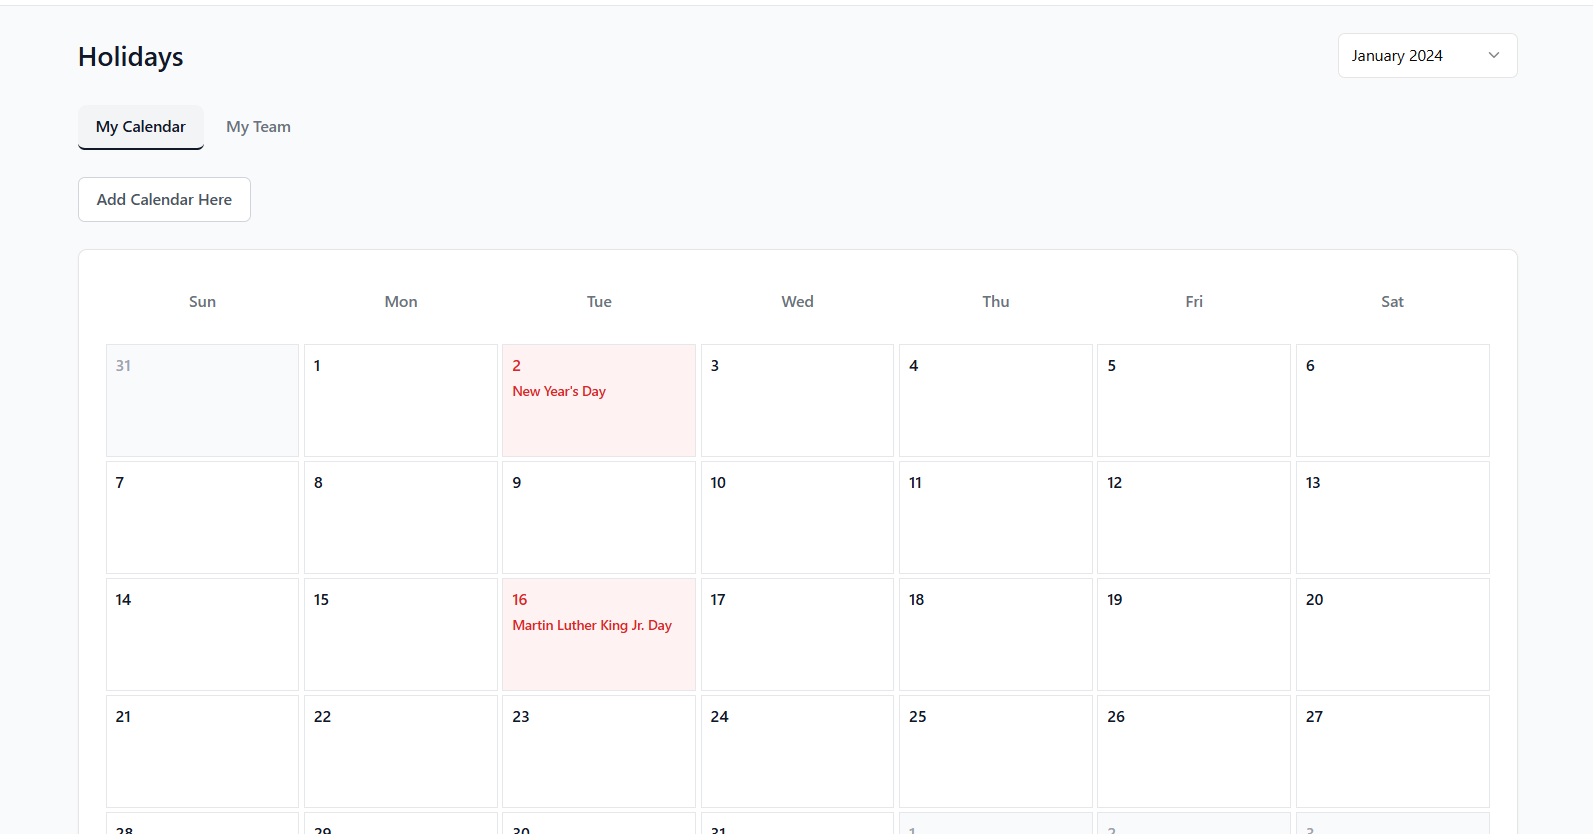 Holidays
January 2024
My Calendar My Team
Add Calendar Here
Sun Mon Tue Wed Thu Fri Sat
31 1 2 3 4 5 6
New Year's Day
7 8 9 10 11 12 13
14 15 16 17 18 19 20
Martin Luther King Jr. Day
21 22 23 24 25 26 27
28 29 30 31 1 2 3